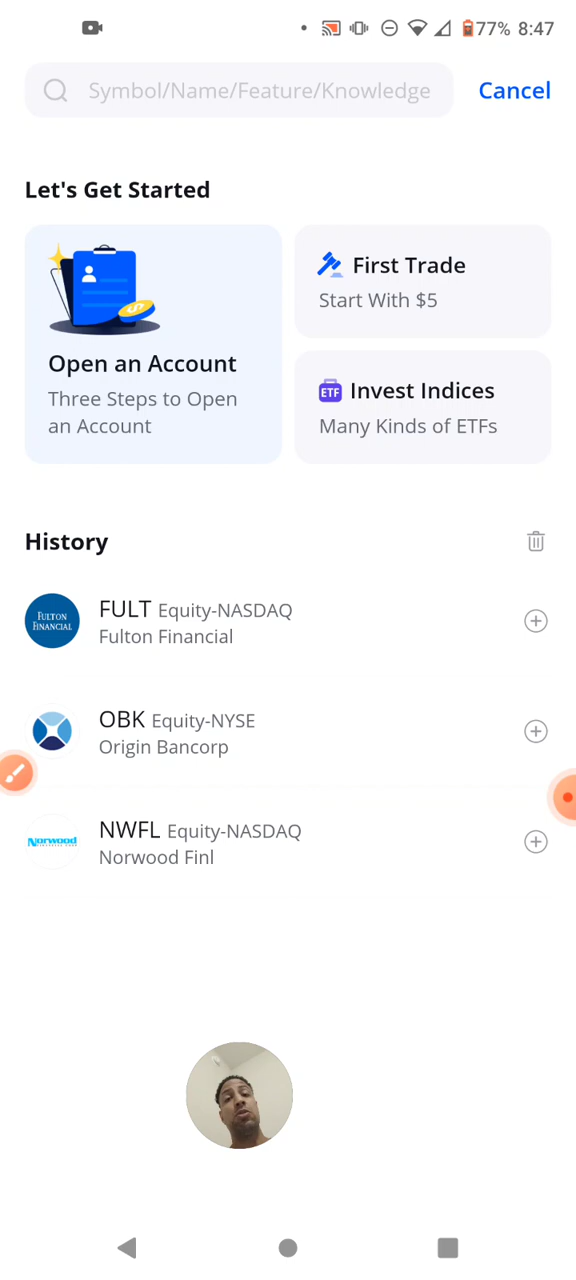 77% 8:47
Symbol/Name/Feature/Knowledge Cancel
Let's Get Started
Open an Account
Three Steps to Open
an Account
First Trade
Start With $5
ETF Invest Indices
Many Kinds of ETFs
History
FULTON
FINANCIAL
FULT Equity-NASDAQ
Fulton Financial
OBK Equity-NYSE
Origin Bancorp
Norwood
NWFL Equity-NASDAQ
Norwood Finl